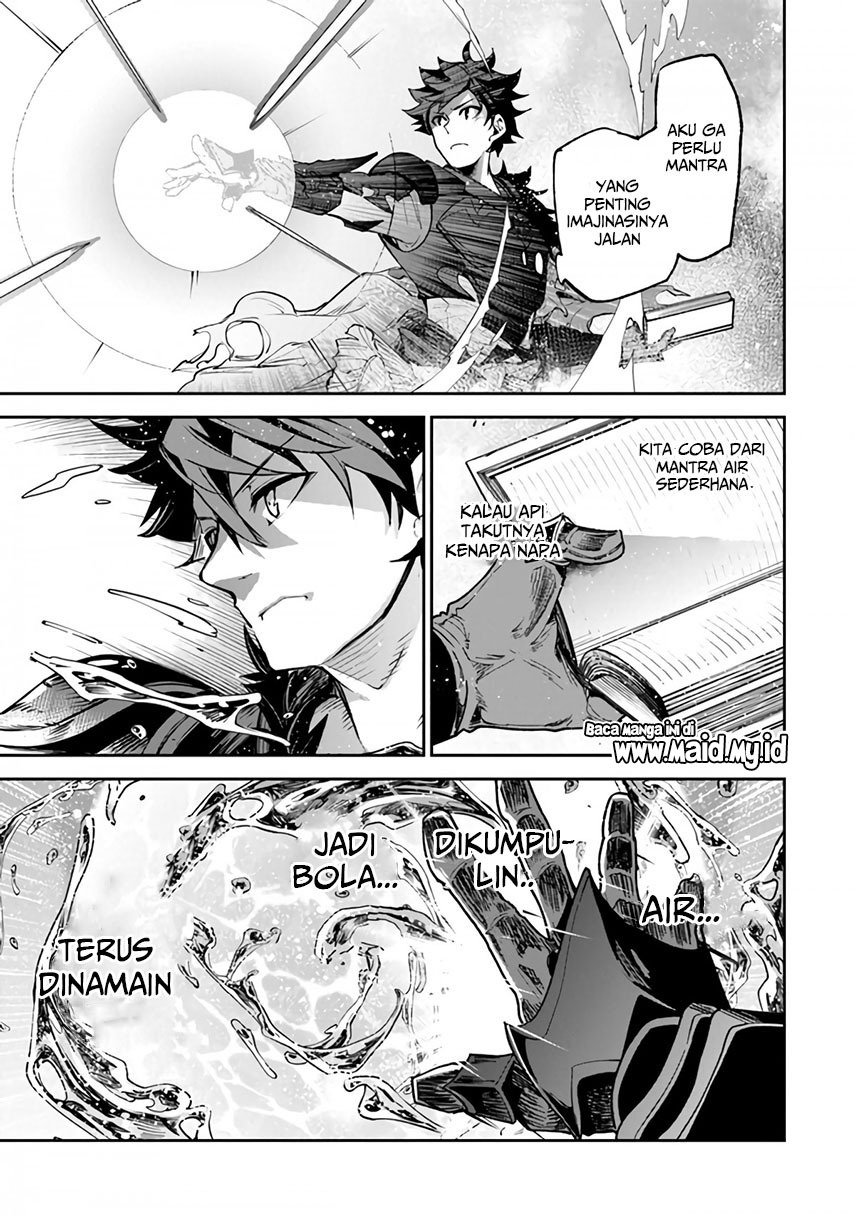 AKU GA
PERLU
MANTRA
YANG
PENTING
IMAJINASINYA
JALAN
KITA COBA DARI
MANTRA AIR
SEDERHANA.
KALAU API
TAKUTNYA
KENAPA NAPA
Baca Manga ini di
www.Maid.My.id
AIR...
DIKUMPU-
LIN..
JADI
BOLA...
TERUS
DINAMAIN